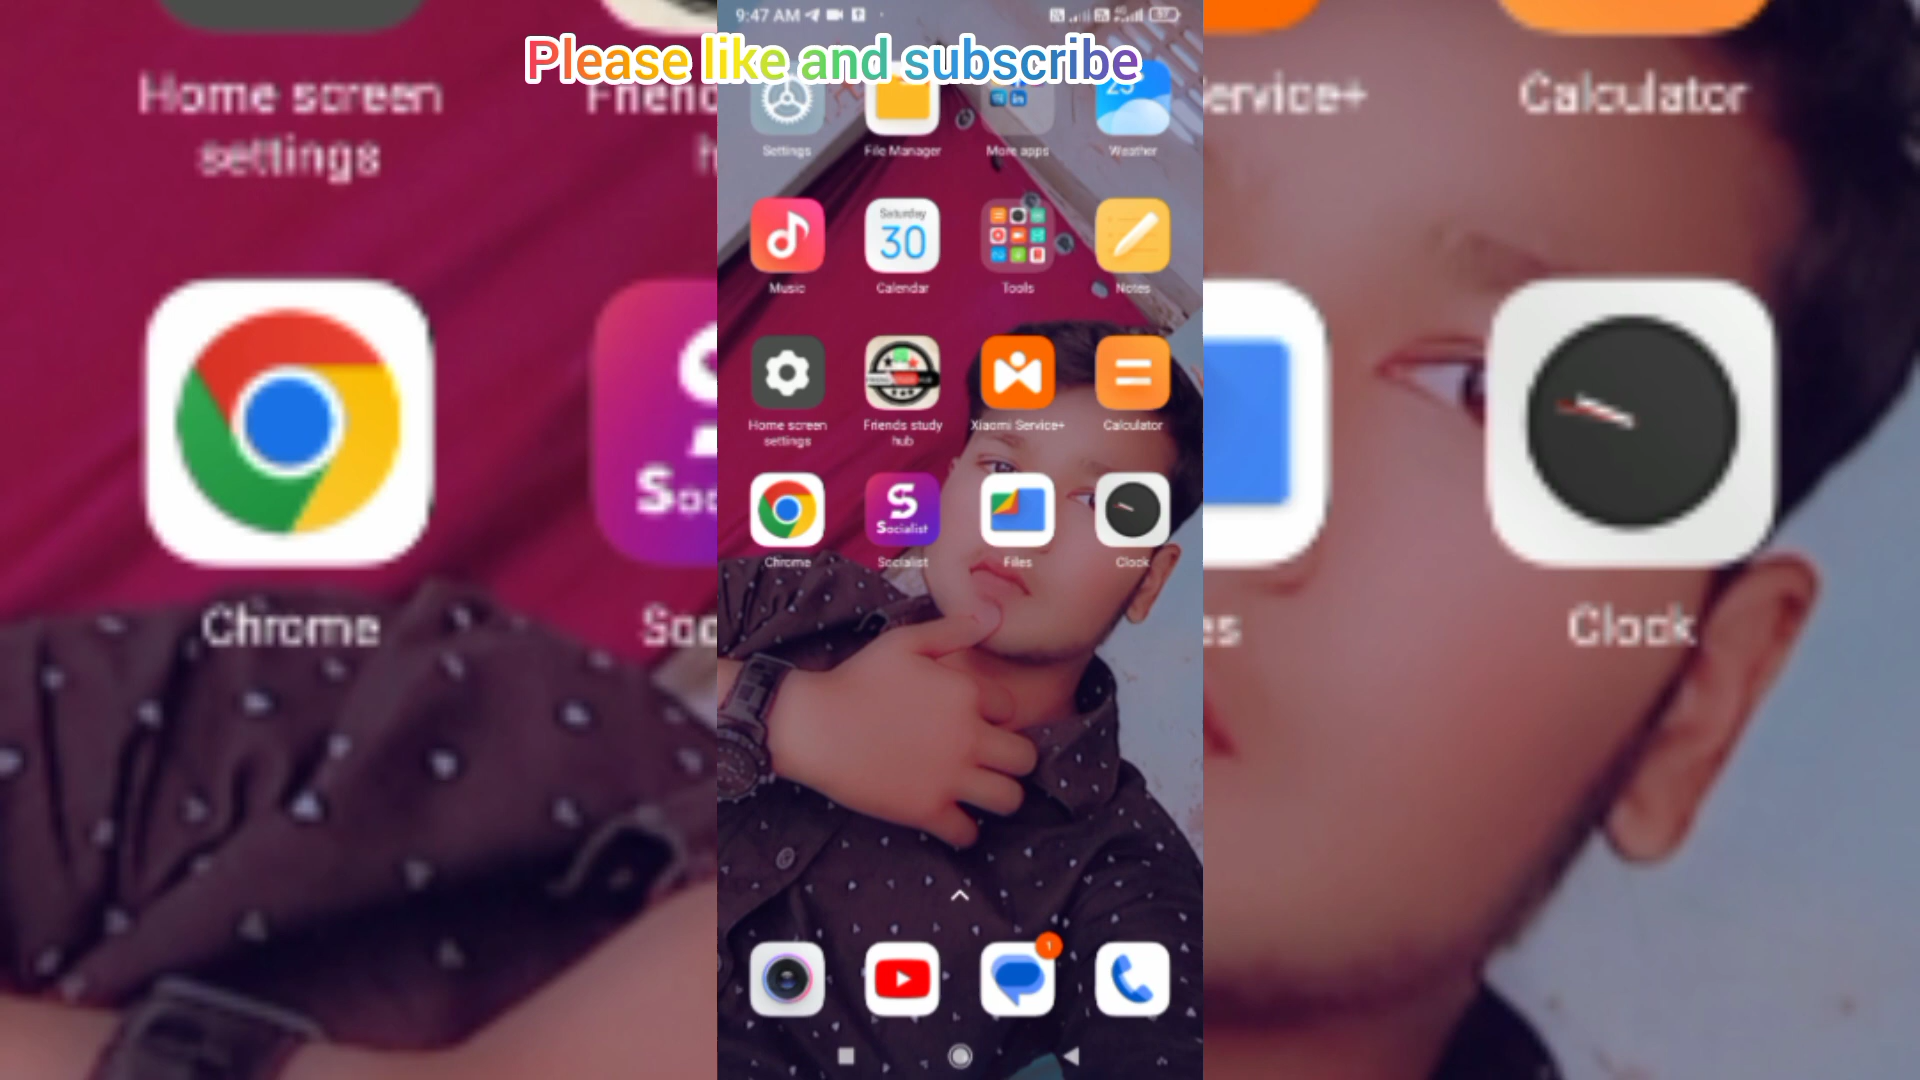 9:47 AM
Please like and subscribe
Settings File Manager More apps Weather
Saturday
30
Music Calendar Tools Notes
Home screen settings Friends study hub Xiaomi Service+ Calculator
Socialist
Chrome Socialist Files Clock
1
Home screen
settings
Chrome
ervice+ Calculator
Clock